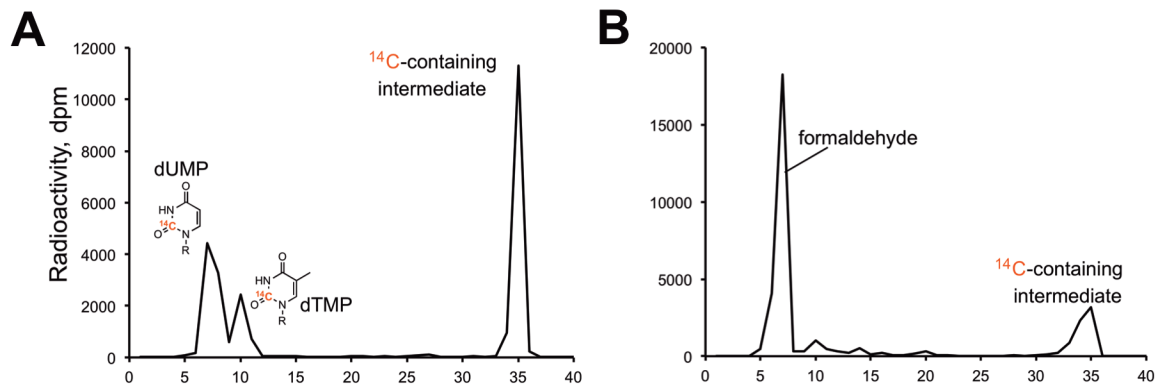 A
B
12000
10000
8000
6000
4000
2000
0
Radioactivity, dpm
0 5 10 15 20 25 30 35 40
dUMP
O
HN
14C
O
N
R
O
HN
14C
O
N
R
dTMP
14C-containing
intermediate
20000
15000
10000
5000
0
0 5 10 15 20 25 30 35 40
formaldehyde
14C-containing
intermediate